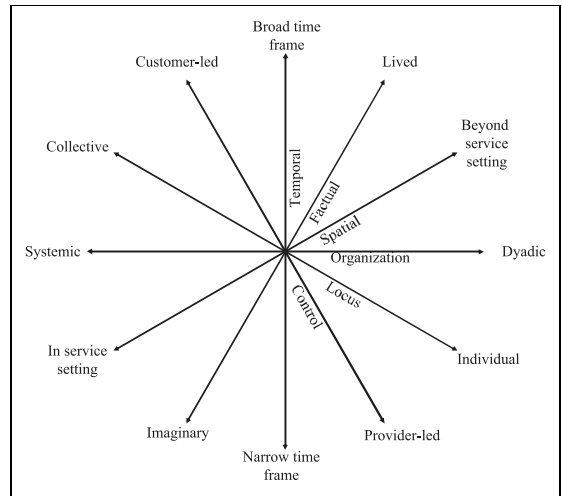 Broad time
frame
Customer-led
Lived
Beyond
service
setting
Collective
Temporal
Factual
Spatial
Systemic
Organization
Dyadic
Locus
Control
In service
setting
Individual
Imaginary
Provider-led
Narrow time
frame